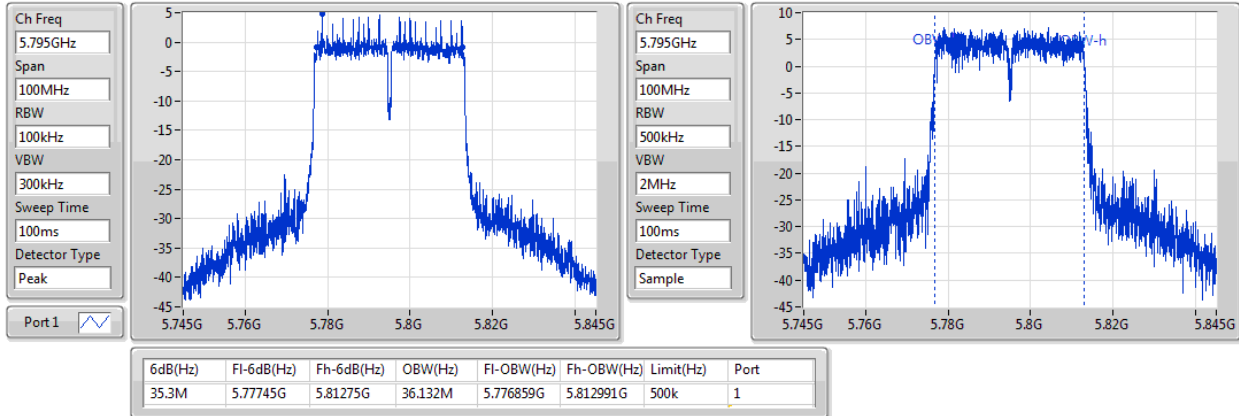 Ch Freq
5.795GHz
Span
100MHz
RBW
100kHz
VBW
300kHz
Sweep Time
100ms
Detector Type
Peak
Port 1
5
0
-5
-10
-15
-20
-25
-30
-35
-40
-45
5.745G 5.76G 5.78G 5.8G 5.82G 5.845G
Ch Freq
5.795GHz
Span
100MHz
RBW
500kHz
VBW
2MHz
Sweep Time
100ms
Detector Type
Sample
10
5
0
-5
-10
-15
-20
-25
-30
-35
-40
-45
5.745G 5.76G 5.78G 5.8G 5.82G 5.845G
6dB(Hz) Fl-6dB(Hz) Fh-6dB(Hz) OBW(Hz) Fl-OBW(Hz) Fh-OBW(Hz) Limit(Hz) Port
35.3M 5.77745G 5.81275G 36.132M 5.776859G 5.812991G 500k 1